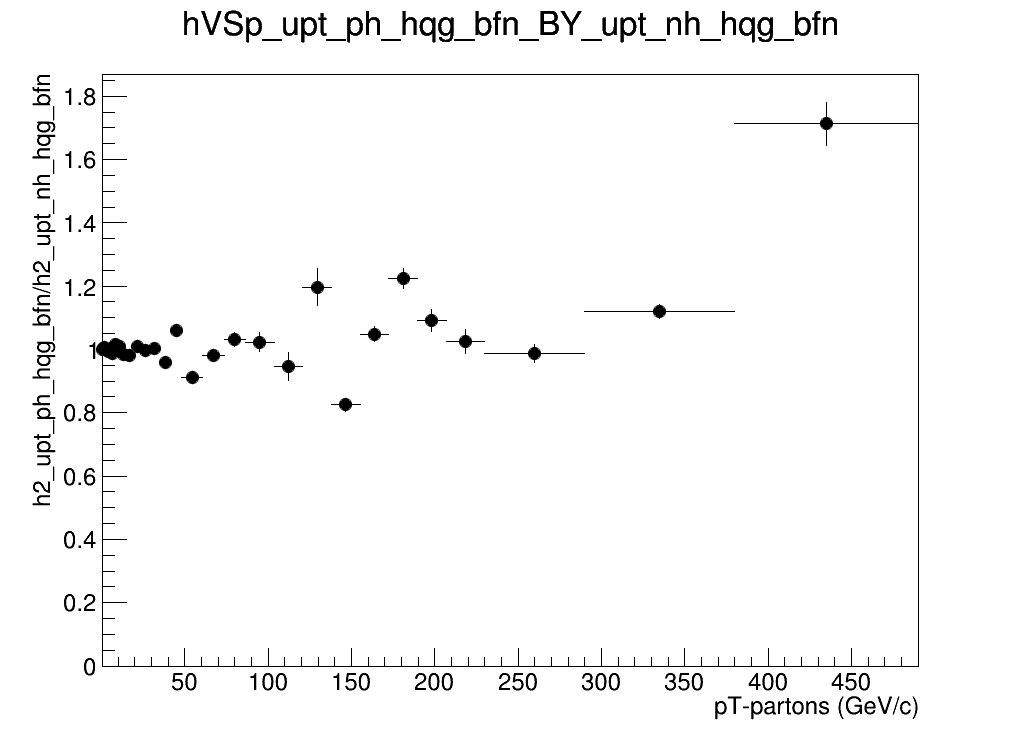 hVSp_upt_ph_hqg_bfn_BY_upt_nh_hqg_bfn
h2_upt_ph_hqg_bfn/h2_upt_nh_hqg_bfn
1.8
1.6
1.4
1.2
1
0.8
0.6
0.4
0.2
0
50 100 150 200 250 300 350 400 450
pT-partons (GeV/c)